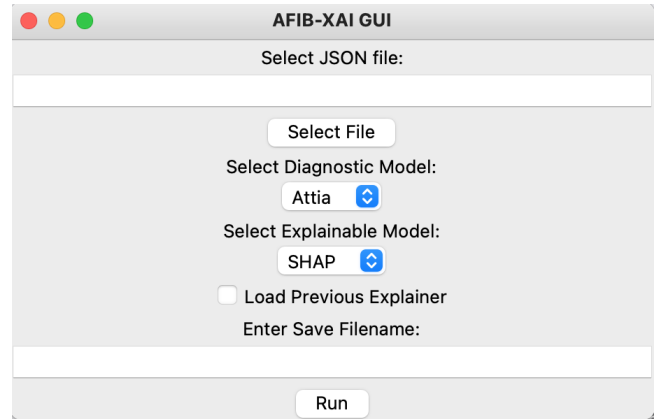 AFIB-XAI GUI
Select JSON file:
Select File
Select Diagnostic Model:
Attia
Select Explainable Model:
SHAP
Load Previous Explainer
Enter Save Filename:
Run